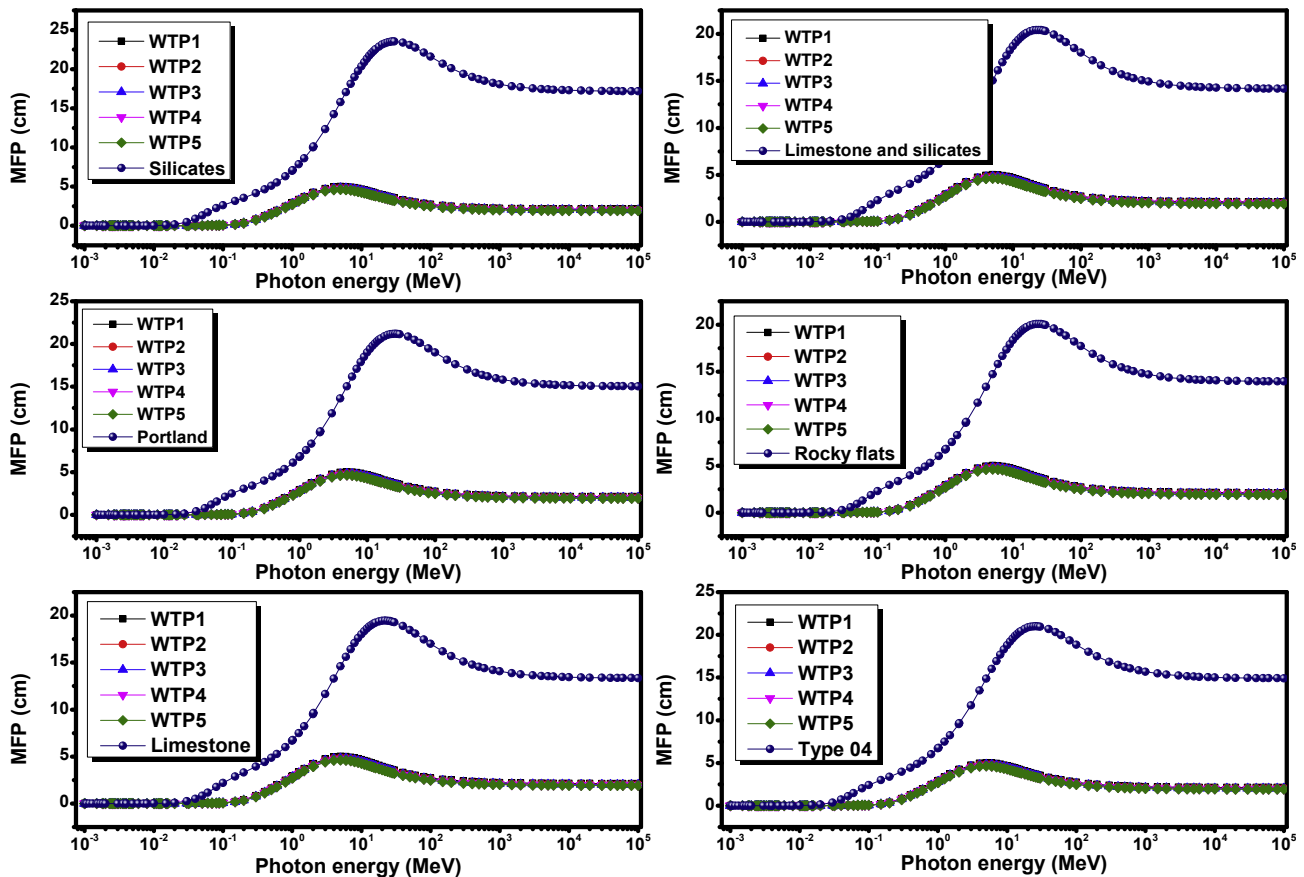 25
20
15
10
5
0
MFP (cm)
WTP1
WTP2
WTP3
WTP4
WTP5
Silicates
10-3 10-2 10-1 100 101 102 103 104 105
Photon energy (MeV)
20
15
10
5
0
MFP (cm)
WTP1
WTP2
WTP3
WTP4
WTP5
Limestone and silicates
10-3 10-2 10-1 100 101 102 103 104 105
Photon energy (MeV)
25
20
15
10
5
0
MFP (cm)
WTP1
WTP2
WTP3
WTP4
WTP5
Portland
10-3 10-2 10-1 100 101 102 103 104 105
Photon energy (MeV)
20
15
10
5
0
MFP (cm)
WTP1
WTP2
WTP3
WTP4
WTP5
Rocky flats
10-3 10-2 10-1 100 101 102 103 104 105
Photon energy (MeV)
20
15
10
5
0
MFP (cm)
WTP1
WTP2
WTP3
WTP4
WTP5
Limestone
10-3 10-2 10-1 100 101 102 103 104 105
Photon energy (MeV)
25
20
15
10
5
0
MFP (cm)
WTP1
WTP2
WTP3
WTP4
WTP5
Type 04
10-3 10-2 10-1 100 101 102 103 104 105
Photon energy (MeV)